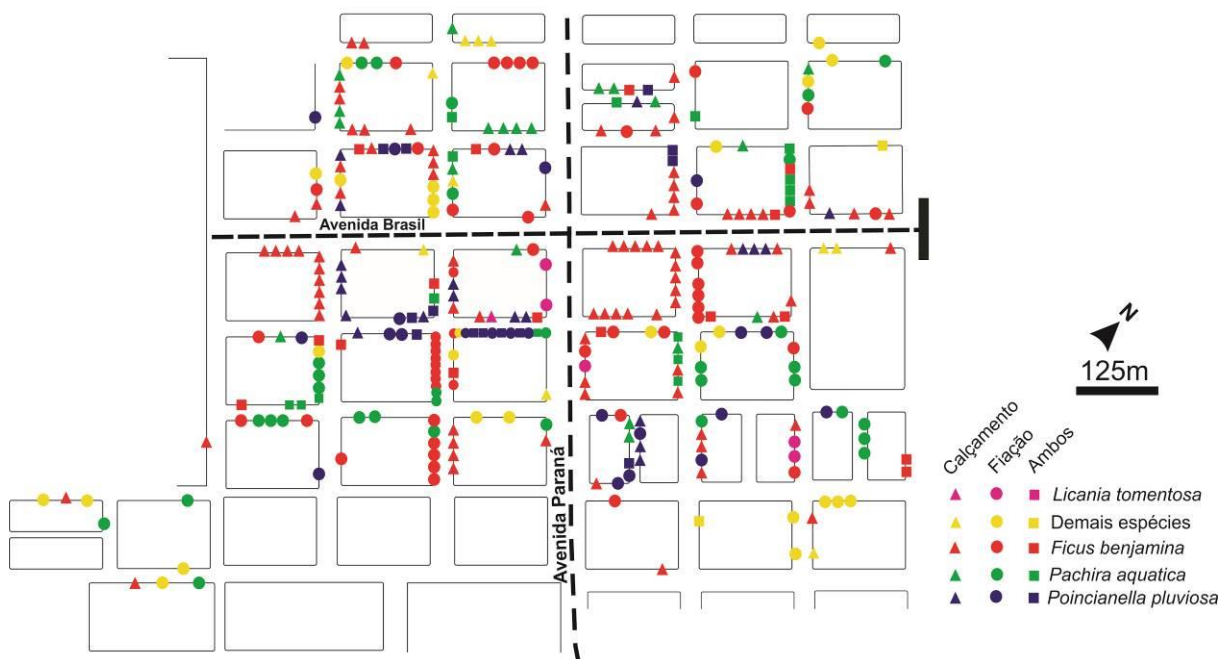 Avenida Brasil
Avenida Paraná
N
125m
Calçamento
Fiação
Ambos
Licania tomentosa
Demais espécies
Ficus benjamina
Pachira aquatica
Poincianella pluviosa